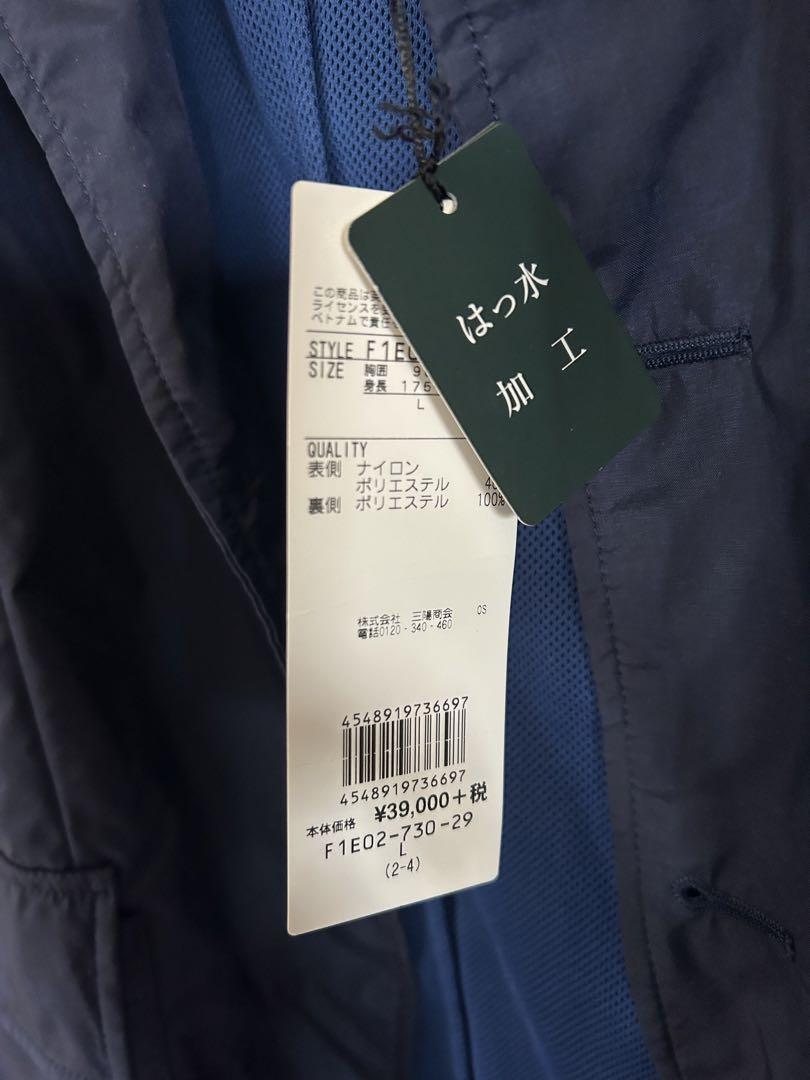 はっ水
加工
この商品は
ライセンスを
ベトナムで責任
STYLE F1E0
SIZE 胸囲 9
身長 175
L
QUALITY
表側 ナイロン
ポリエステル 40
裏側 ポリエステル 100%
株式会社 三陽商会 OS
電話0120-340-460
4548919736697
4548919736697
本体価格 ¥39,000+税
F1E02-730-29
L
(2-4)